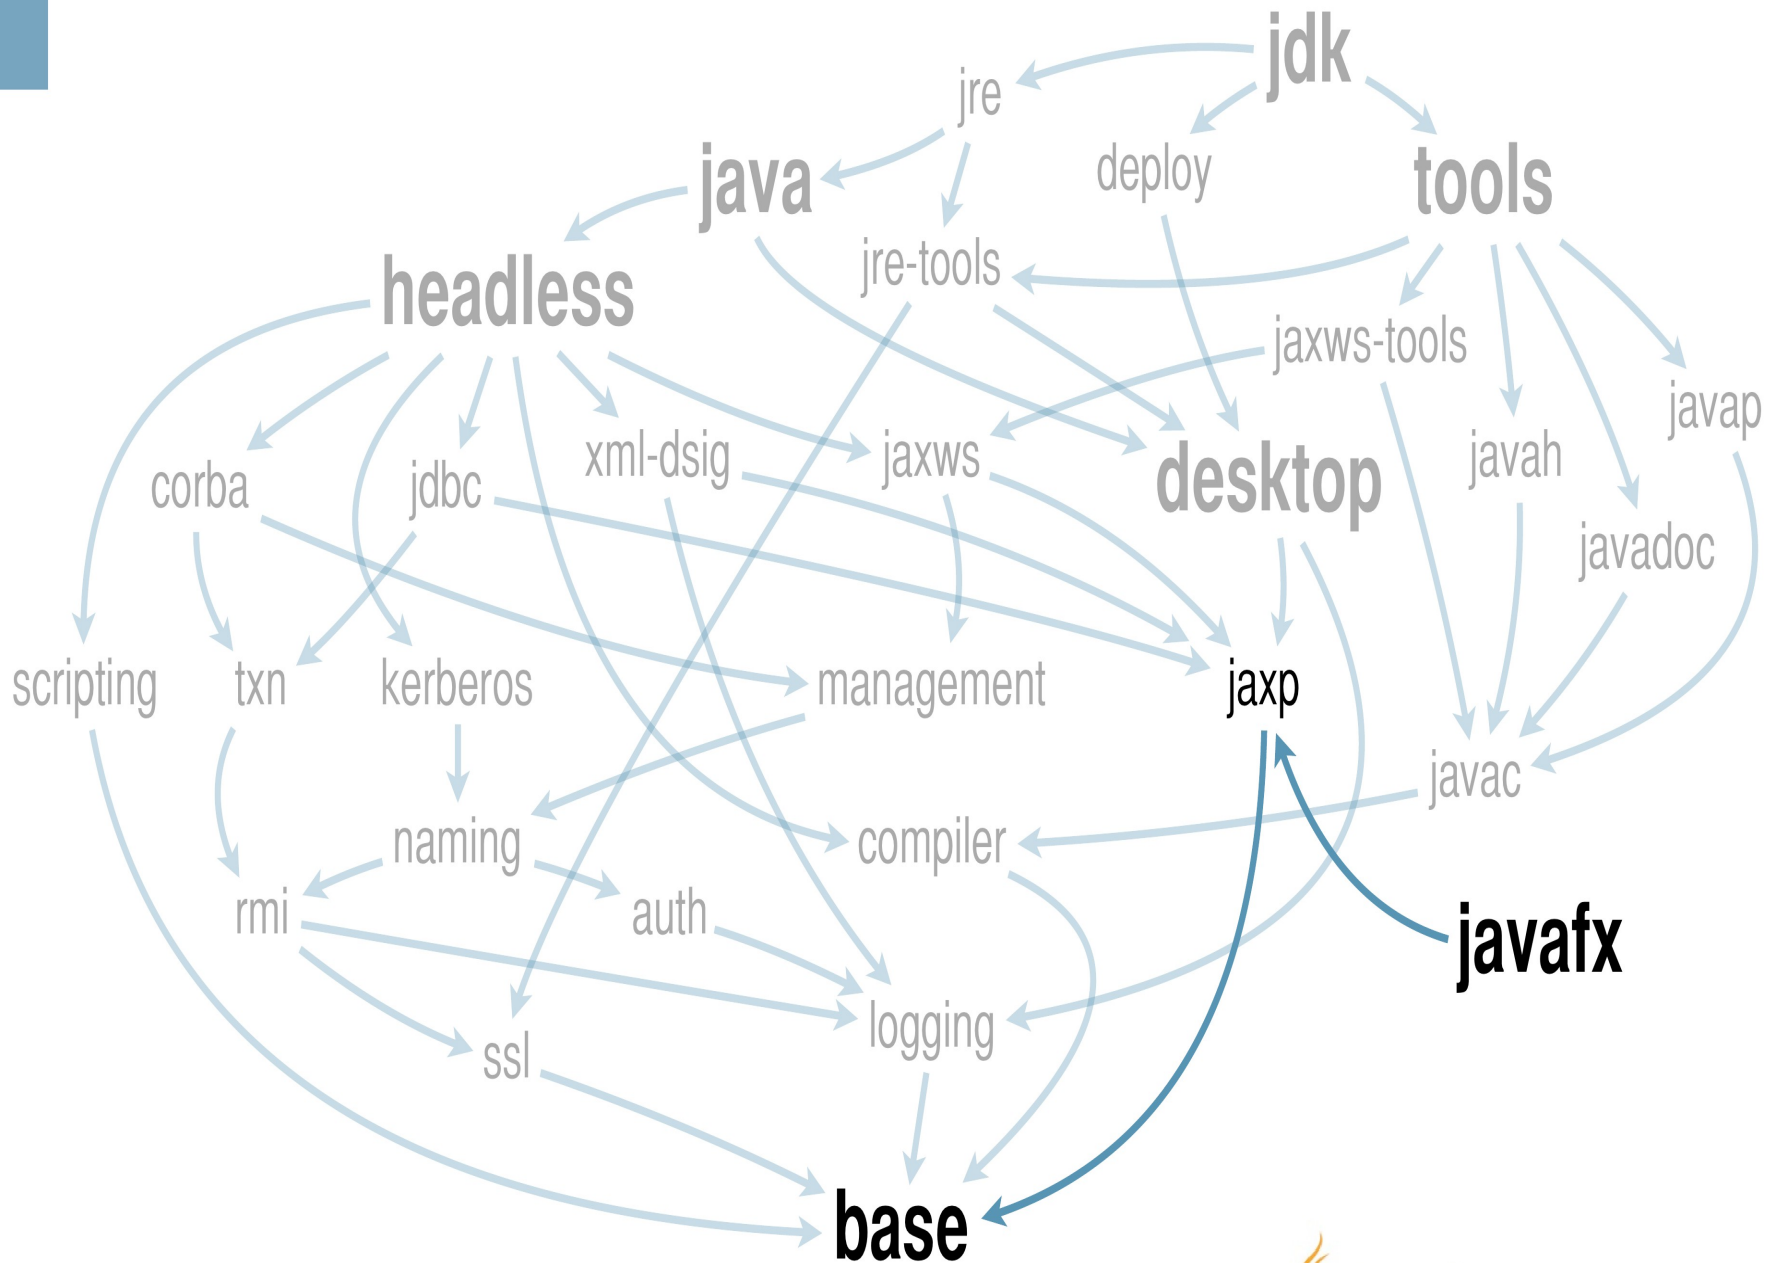 jdk
jre
deploy
tools
java
jre-tools
headless
jaxws-tools
javap
corba
jdbc
xml-dsig
jaxws
desktop
javah
javadoc
scripting
txn
kerberos
management
jaxp
javac
naming
compiler
rmi
auth
javafx
logging
ssl
base